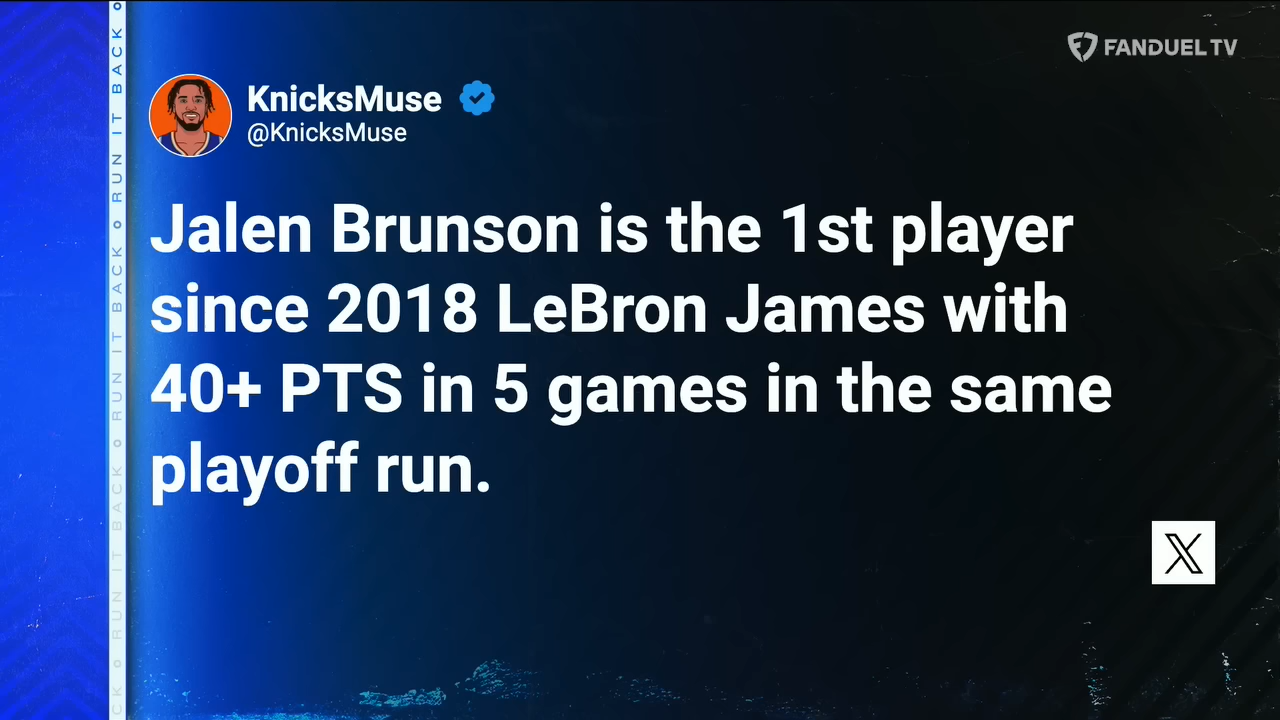 FANDUEL TV
KnicksMuse
@KnicksMuse
Jalen Brunson is the 1st player
since 2018 LeBron James with
40+ PTS in 5 games in the same
playoff run.
RUN IT BACK
RUN IT BACK
RUN IT BACK
RUN IT BACK
CK